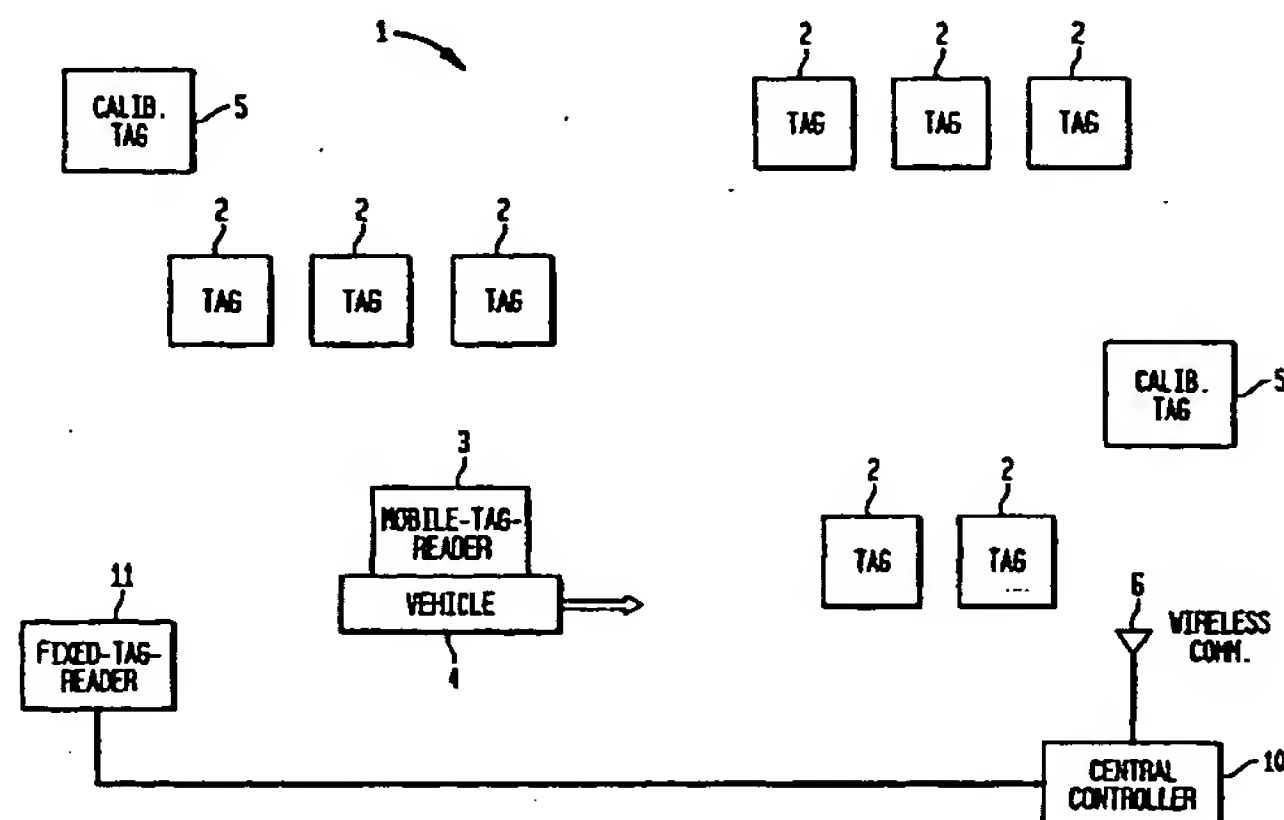 1
2 2 2
CALIB.
TAG
5
TAG TAG TAG
2 2 2
TAG TAG TAG
CALIB.
TAG
5
3
MOBILE-TAG-
READER
2 2
TAG TAG
11
VEHICLE
4
6
WIRELESS
COMM.
FIXED-TAG-
READER
CENTRAL
CONTROLLER
10